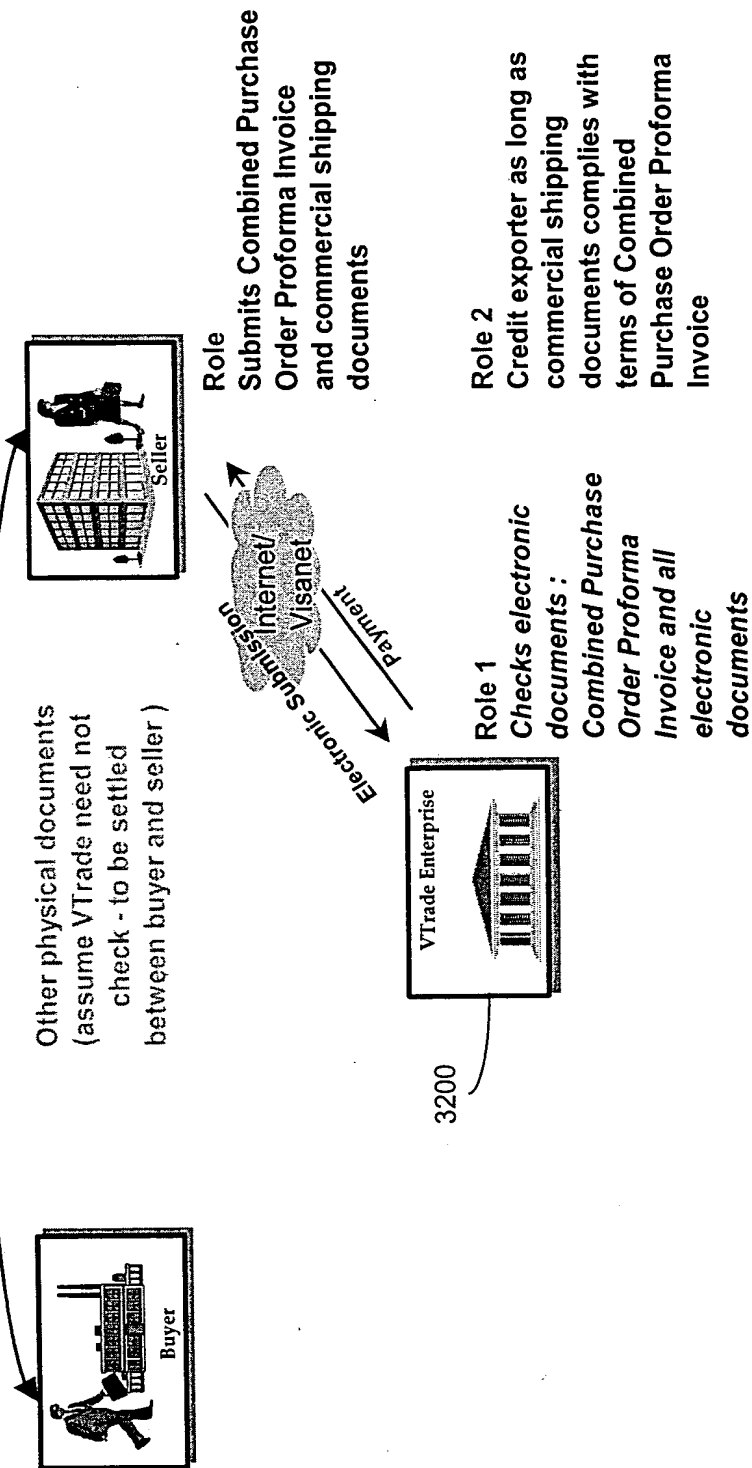 Buyer
Other physical documents
(assume VTrade need not
check - to be settled
between buyer and seller )
Seller
Role
Submits Combined Purchase
Order Proforma Invoice
and commercial shipping
documents
Internet/
Visanet
Electronic Submission
Payment
3200
VTrade Enterprise
Role 1
Checks electronic
documents :
Combined Purchase
Order Proforma
Invoice and all
electronic
documents
Role 2
Credit exporter as long as
commercial shipping
documents complies with
terms of Combined
Purchase Order Proforma
Invoice